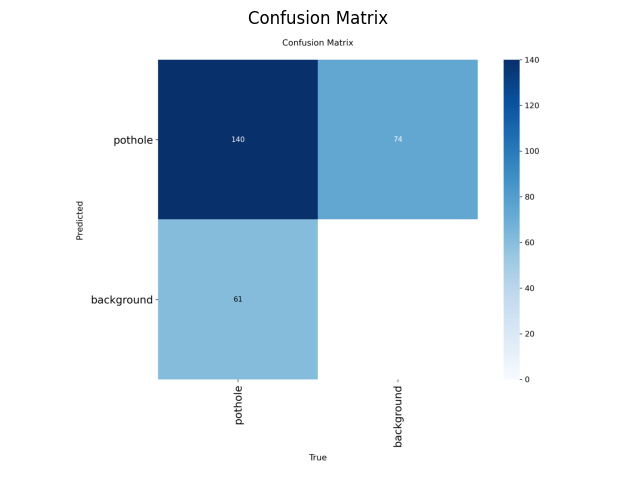 Confusion Matrix
Confusion Matrix
140
120
100
80
60
40
20
0
pothole
140
74
background
61
Predicted
pothole
background
True